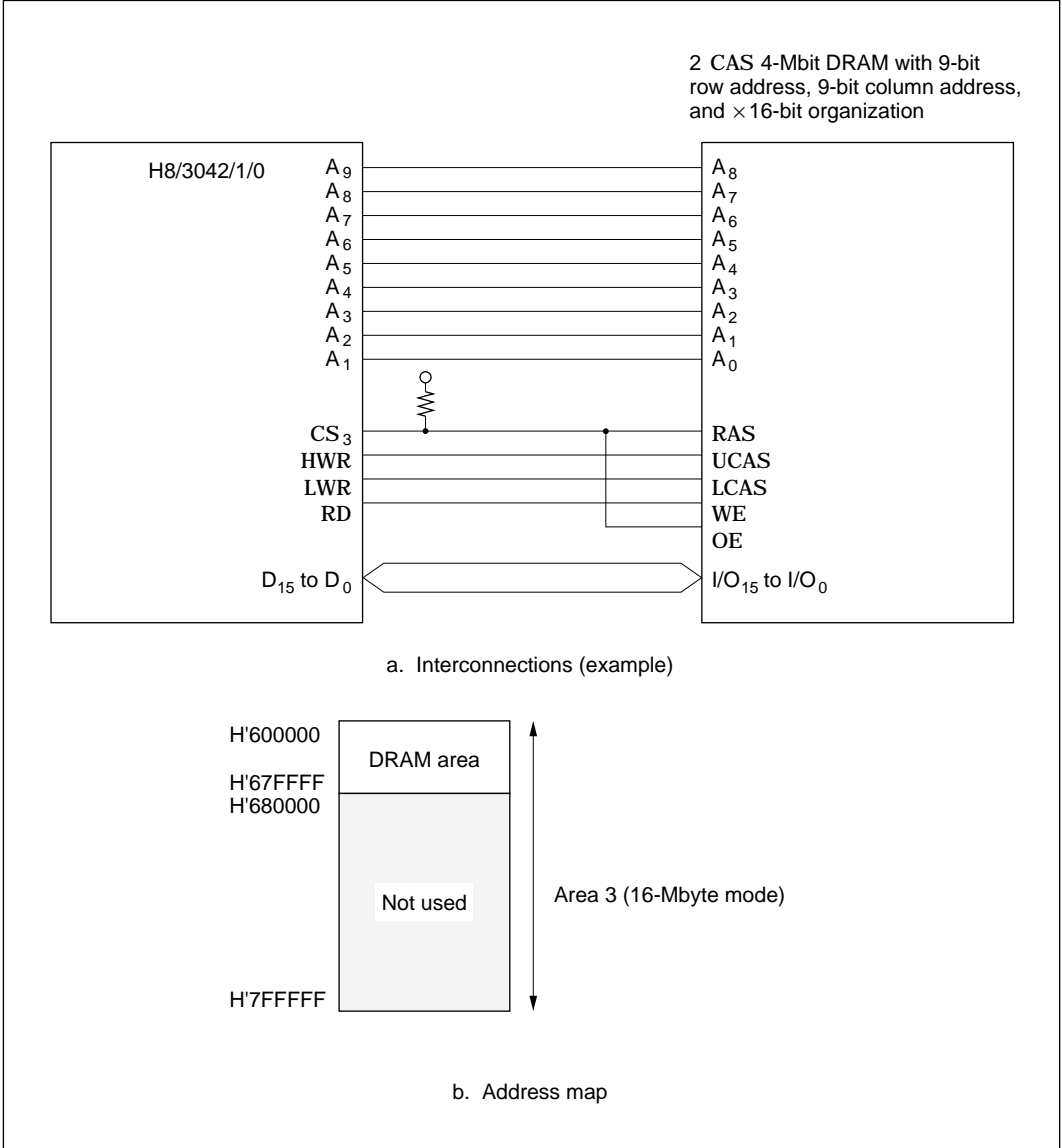 2 CAS 4-Mbit DRAM with 9-bit
row address, 9-bit column address,
and ×16-bit organization
H8/3042/1/0
A9
A8
A7
A6
A5
A4
A3
A2
A1
CS3
HWR
LWR
RD
D15 to D0
A8
A7
A6
A5
A4
A3
A2
A1
A0
RAS
UCAS
LCAS
WE
OE
I/O15 to I/O0
a. Interconnections (example)
H'600000
H'67FFFF
H'680000
H'7FFFFF
DRAM area
Not used
Area 3 (16-Mbyte mode)
b. Address map